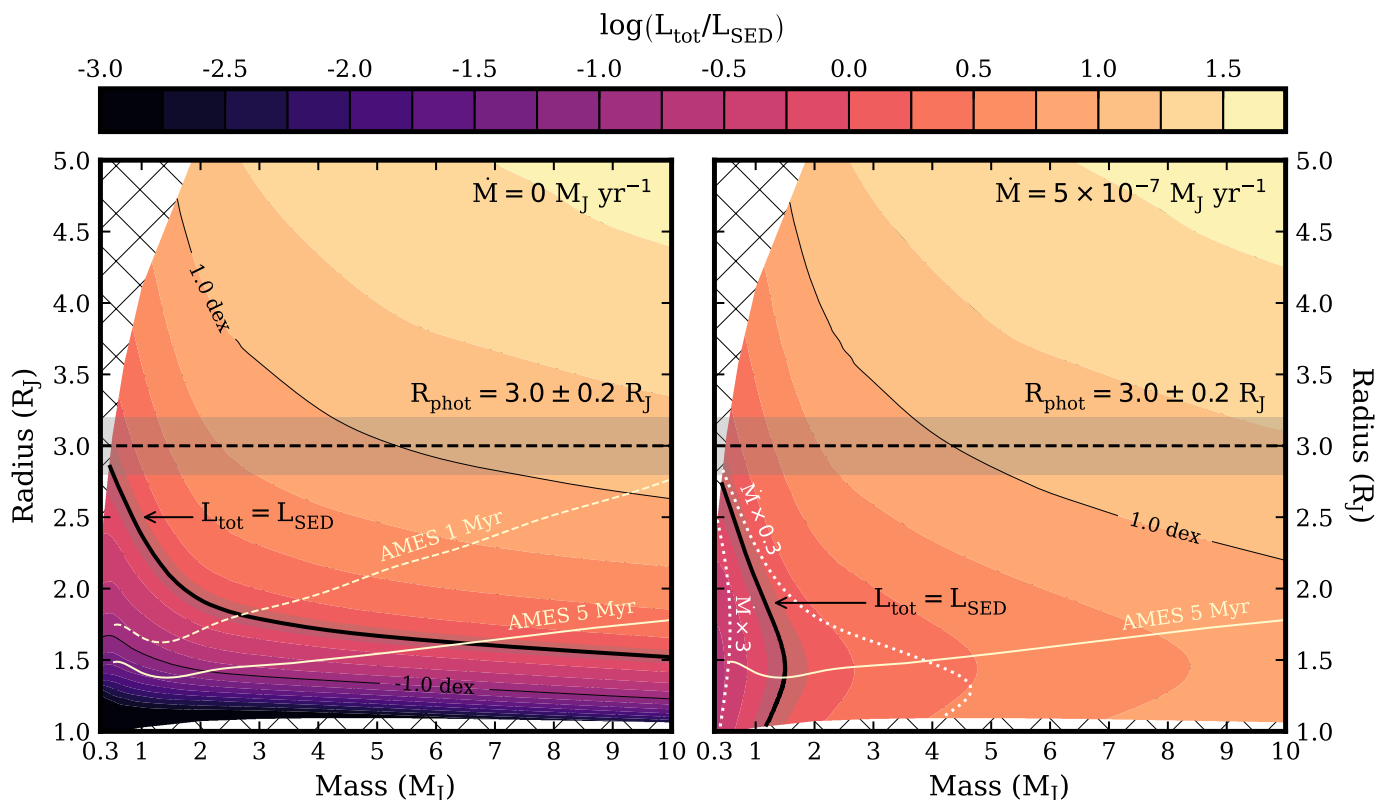 log(L_tot/L_SED)
-3.0 -2.5 -2.0 -1.5 -1.0 -0.5 0.0 0.5 1.0 1.5
Radius (R_J)
5.0
4.5
4.0
3.5
3.0
2.5
2.0
1.5
1.0
Ṁ = 0 M_J yr⁻¹
1.0 dex
R_phot = 3.0 ± 0.2 R_J
L_tot = L_SED
AMES 1 Myr
AMES 5 Myr
-1.0 dex
0.3 1 2 3 4 5 6 7 8 9 10
Mass (M_J)
Ṁ = 5 × 10⁻⁷ M_J yr⁻¹
R_phot = 3.0 ± 0.2 R_J
Ṁ × 0.3
1.0 dex
L_tot = L_SED
Ṁ × 3
AMES 5 Myr
0.3 1 2 3 4 5 6 7 8 9 10
Mass (M_J)
5.0
4.5
4.0
3.5
3.0
2.5
2.0
1.5
1.0
Radius (R_J)